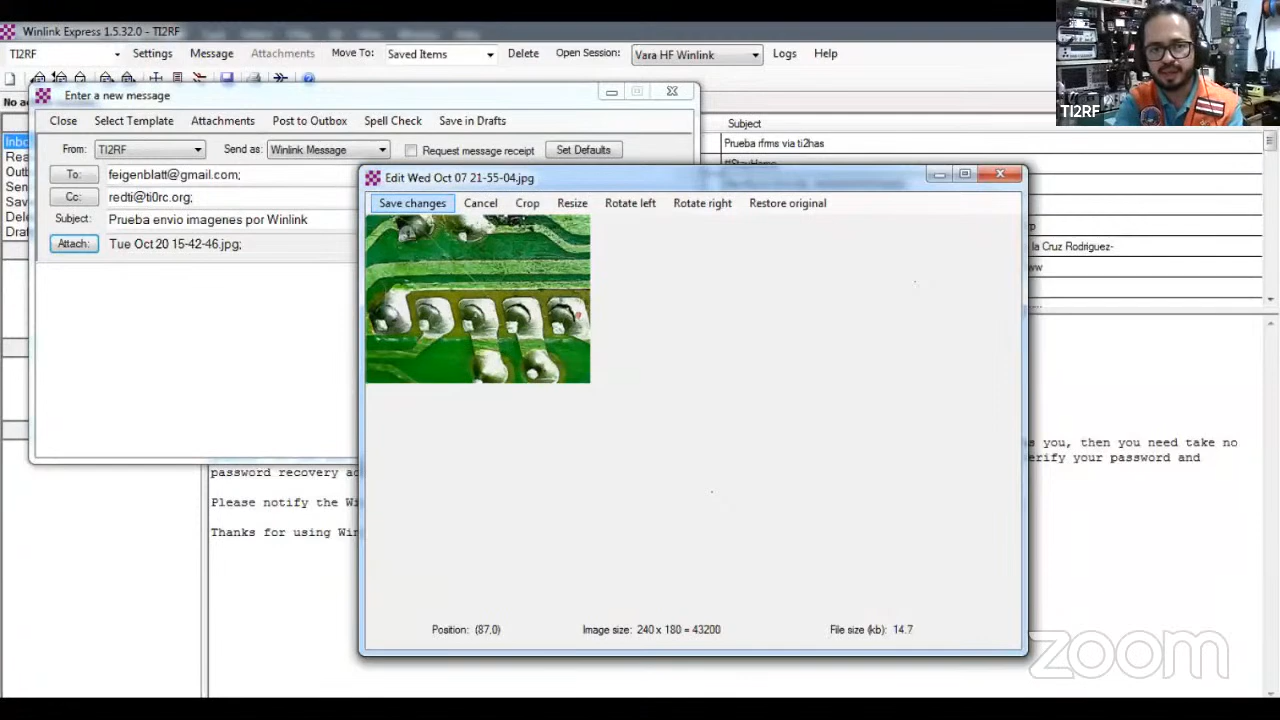 Winlink Express 1.5.32.0 - TI2RF
TI2RF Settings Message Attachments Move To: Saved Items Delete Open Session: Vara HF Winlink Logs Help
Enter a new message
Close Select Template Attachments Post to Outbox Spell Check Save in Drafts
From: TI2RF Send as: Winlink Message Request message receipt Set Defaults
To: feigenblatt@gmail.com;
Cc: redti@ti0rc.org;
Subject: Prueba envio imagenes por Winlink
Attach: Tue Oct 20 15-42-46.jpg;
Subject
Prueba rfms via ti2has
la Cruz Rodriguez-
Edit Wed Oct 07 21-55-04.jpg
Save changes Cancel Crop Resize Rotate left Rotate right Restore original
Position: (87,0) Image size: 240 x 180 = 43200 File size (kb): 14.7
s you, then you need take no
erify your password and
password recovery ac
Please notify the Wi
Thanks for using Win
TI2RF
zoom